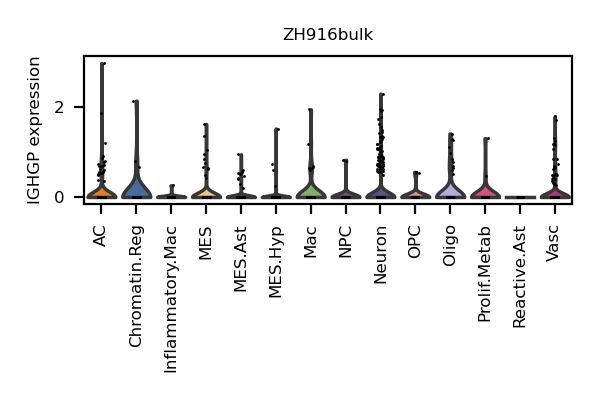 ZH916bulk
IGHGP expression
2
0
AC
Chromatin.Reg
Inflammatory.Mac
MES
MES.Ast
MES.Hyp
Mac
NPC
Neuron
OPC
Oligo
Prolif.Metab
Reactive.Ast
Vasc